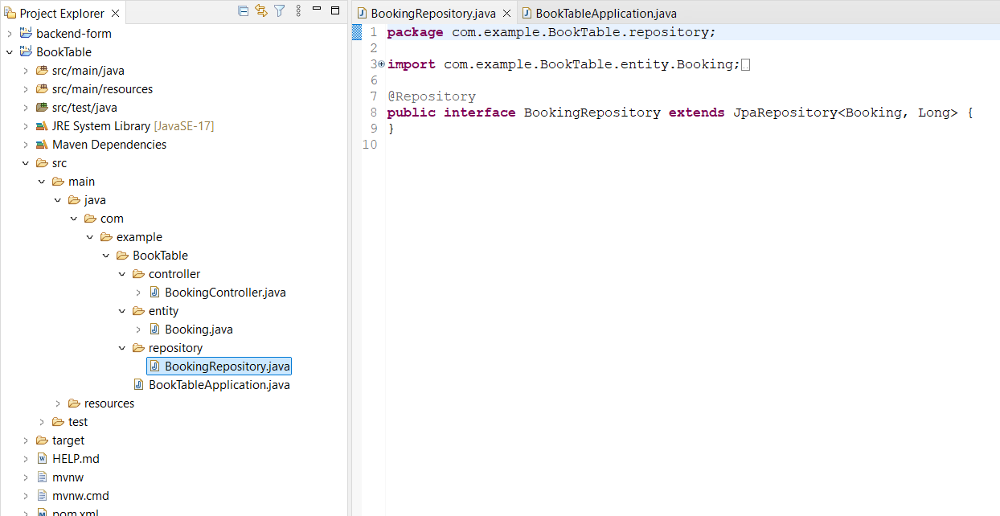 Project Explorer
backend-form
BookTable
src/main/java
src/main/resources
src/test/java
JRE System Library [JavaSE-17]
Maven Dependencies
src
main
java
com
example
BookTable
controller
BookingController.java
entity
Booking.java
repository
BookingRepository.java
BookTableApplication.java
resources
test
target
HELP.md
mvnw
mvnw.cmd
pom.xml
BookingRepository.java
BookTableApplication.java
1 package com.example.BookTable.repository;
2
3 import com.example.BookTable.entity.Booking;
6
7 @Repository
8 public interface BookingRepository extends JpaRepository<Booking, Long> {
9 }
10